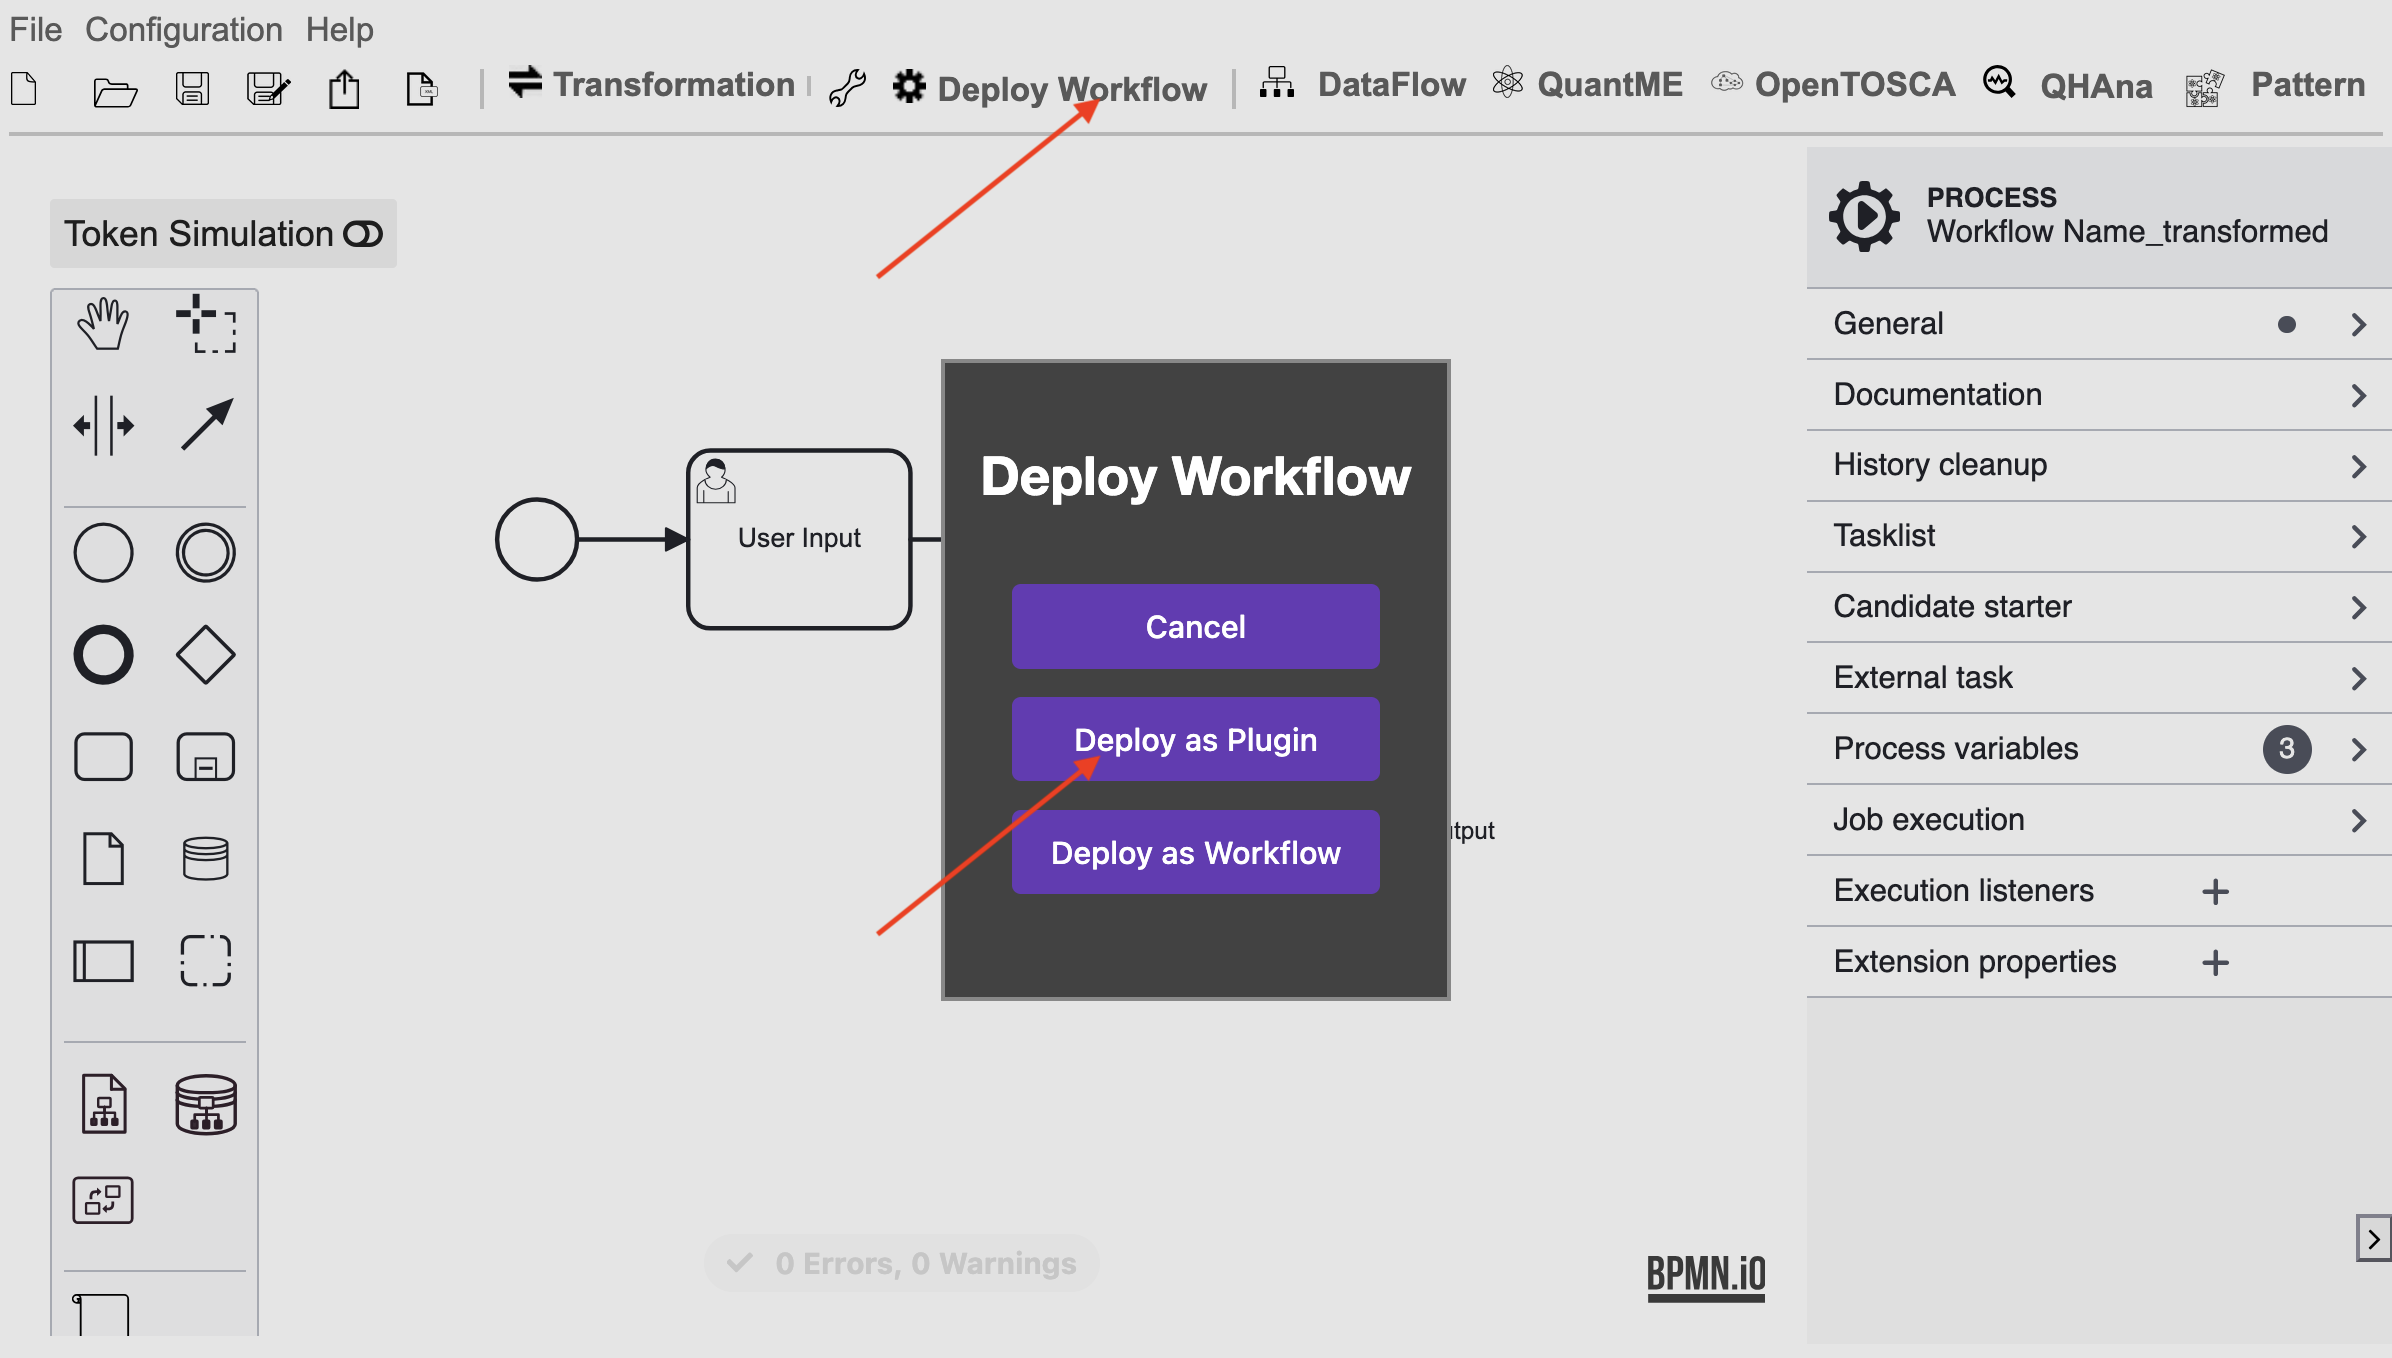 File Configuration Help
Transformation Deploy Workflow DataFlow QuantME OpenTOSCA QHAna Pattern
Token Simulation
PROCESS
Workflow Name_transformed
General
Documentation
History cleanup
Tasklist
Candidate starter
External task
Process variables 3
Job execution
Execution listeners
Extension properties
User Input
Deploy Workflow
Cancel
Deploy as Plugin
Deploy as Workflow
0 Errors, 0 Warnings
BPMN.iO